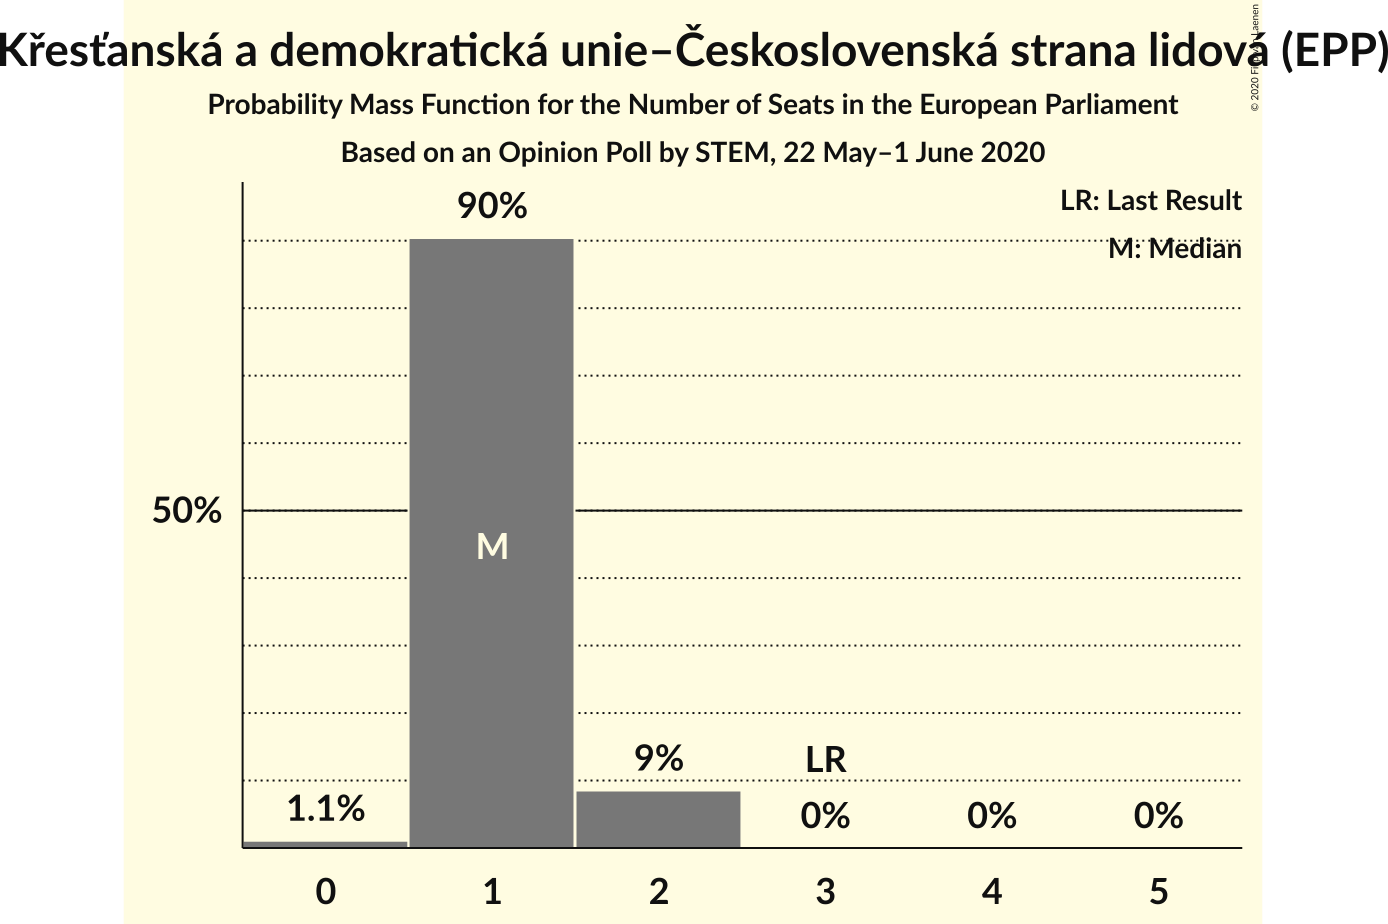 Křesťanská a demokratická unie–Československá strana lidová (EPP)
Probability Mass Function for the Number of Seats in the European Parliament
Based on an Opinion Poll by STEM, 22 May–1 June 2020
LR: Last Result
M: Median
90%
50%
M
9%
LR
1.1%
0%
0%
0%
0
1
2
3
4
5
© 2020 Laenen